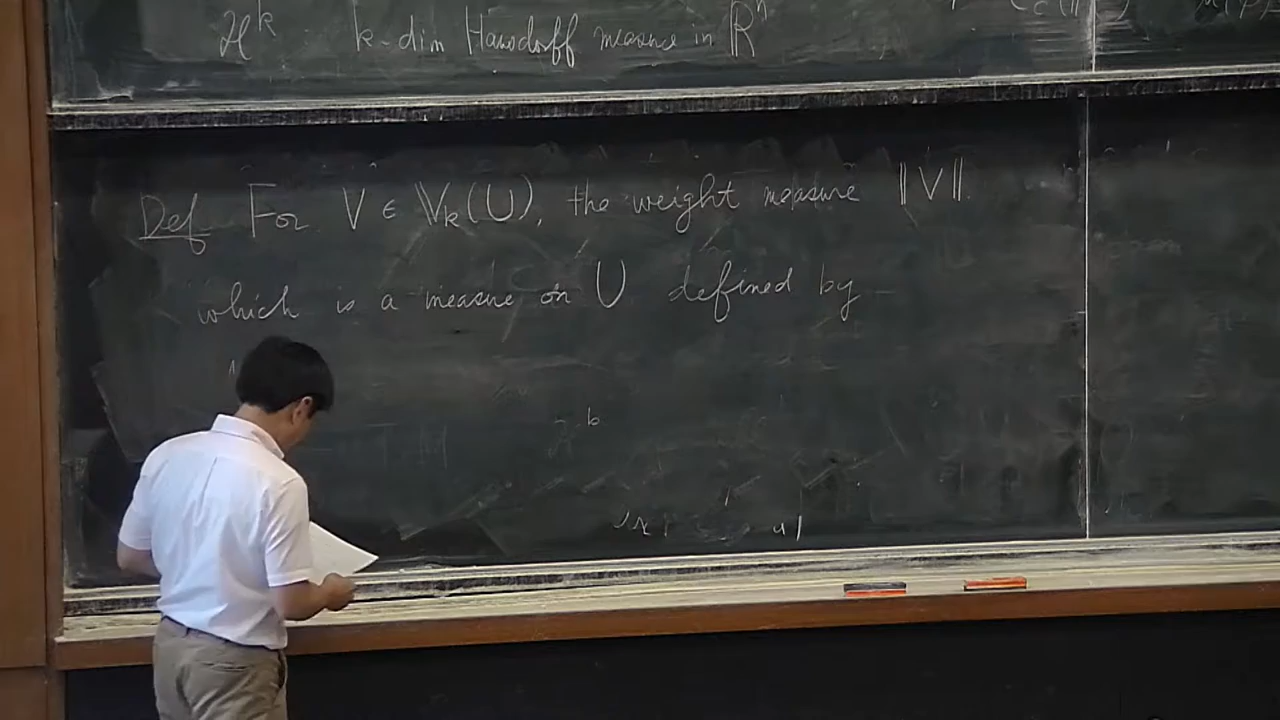 ℋᵏ k-dim Hausdorff measure in ℝⁿ
Def For V ∈ 𝕍ₖ(U), the weight measure ‖V‖
which is a measure on U defined by